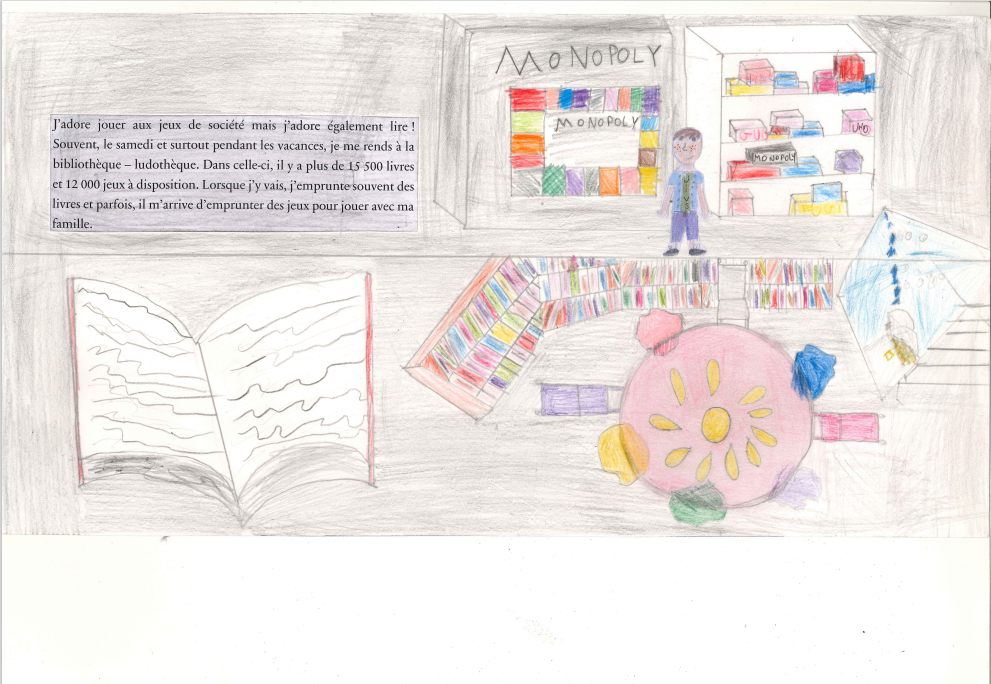 MONOPOLY
MONOPOLY
J'adore jouer aux jeux de société mais j'adore également lire !
Souvent, le samedi et surtout pendant les vacances, je me rends à la
bibliothèque – ludothèque. Dans celle-ci, il y a plus de 15 500 livres
et 12 000 jeux à disposition. Lorsque j'y vais, j'emprunte souvent des
livres et parfois, il m'arrive d'emprunter des jeux pour jouer avec ma
famille.
UNO
MONOPOLY